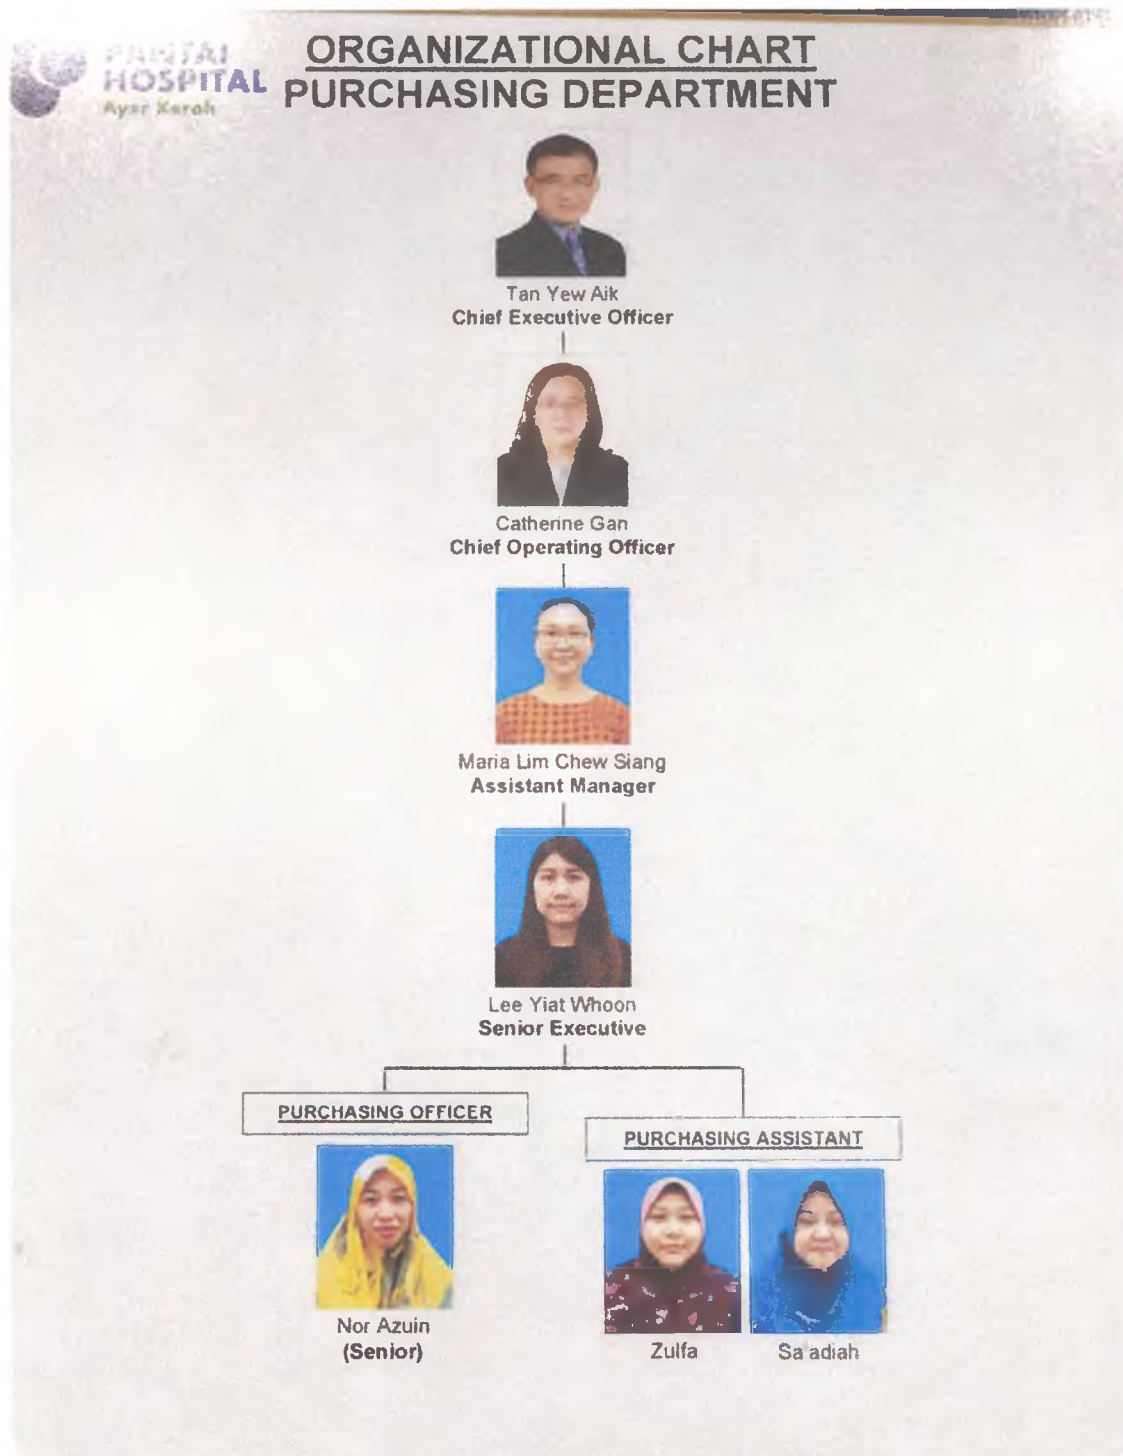 PANTAI
HOSPITAL
Ayer Keroh
ORGANIZATIONAL CHART
PURCHASING DEPARTMENT
Tan Yew Aik
Chief Executive Officer
Catherine Gan
Chief Operating Officer
Maria Lim Chew Siang
Assistant Manager
Lee Yiat Whoon
Senior Executive
PURCHASING OFFICER
PURCHASING ASSISTANT
Nor Azuin
(Senior)
Zulfa
Sa'adiah